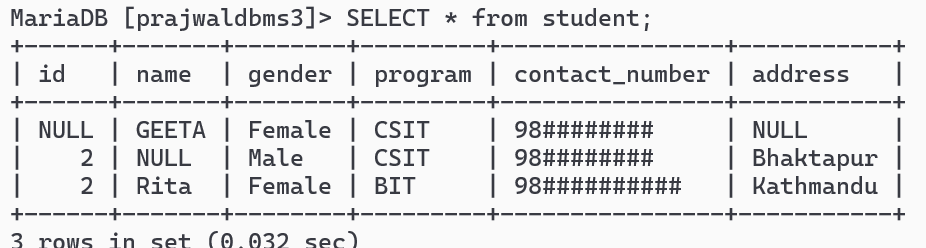 MariaDB [prajwaldbms3]> SELECT * from student;
+------+-------+--------+---------+----------------+-----------+
| id   | name  | gender | program | contact_number | address   |
+------+-------+--------+---------+----------------+-----------+
| NULL | GEETA | Female | CSIT    | 98########     | NULL      |
|    2 | NULL  | Male   | CSIT    | 98########     | Bhaktapur |
|    2 | Rita  | Female | BIT     | 98##########   | Kathmandu |
+------+-------+--------+---------+----------------+-----------+
3 rows in set (0.032 sec)